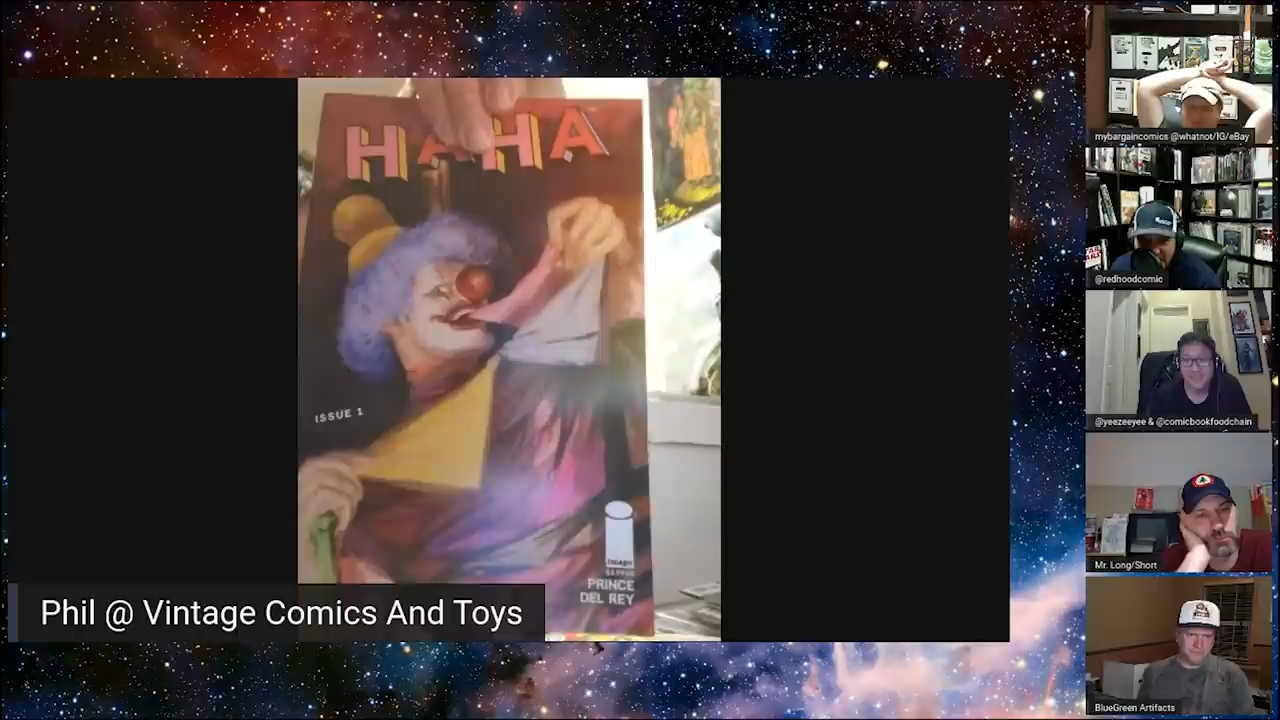 HAHA
ISSUE 1
image
PRINCE
DEL REY
Phil @ Vintage Comics And Toys
mybargaincomics @whatnot/IG/eBay
@redhoodcomic
@yeezeeyee & @comicbookfoodchain
Mr. Long/Short
BlueGreen Artifacts